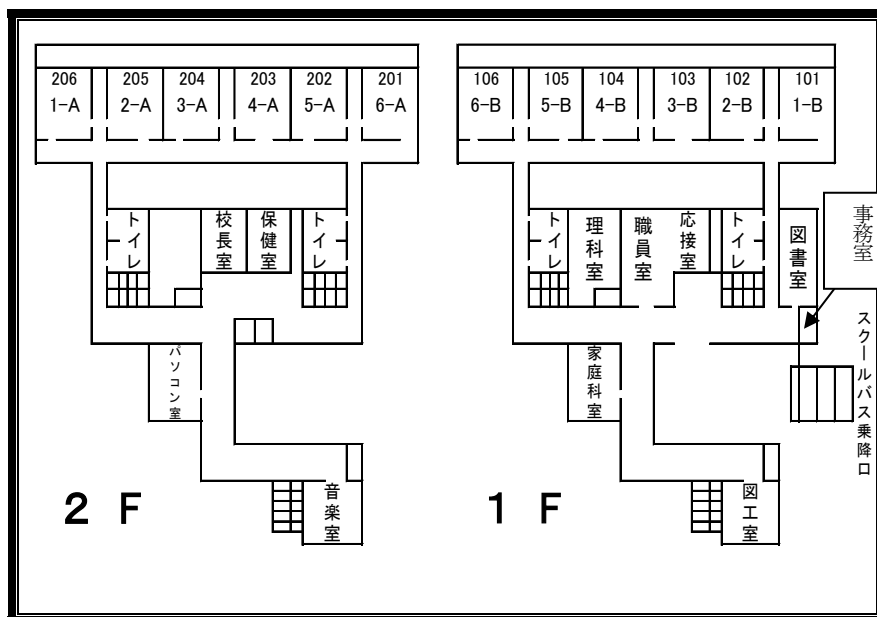 206 205 204 203 202 201
1-A 2-A 3-A 4-A 5-A 6-A
トイレ
校長室
保健室
トイレ
パソコン室
音楽室
2 F
106 105 104 103 102 101
6-B 5-B 4-B 3-B 2-B 1-B
トイレ
理科室
職員室
応接室
トイレ
図書室
事務室
スクールバス乗降口
家庭科室
図工室
1 F